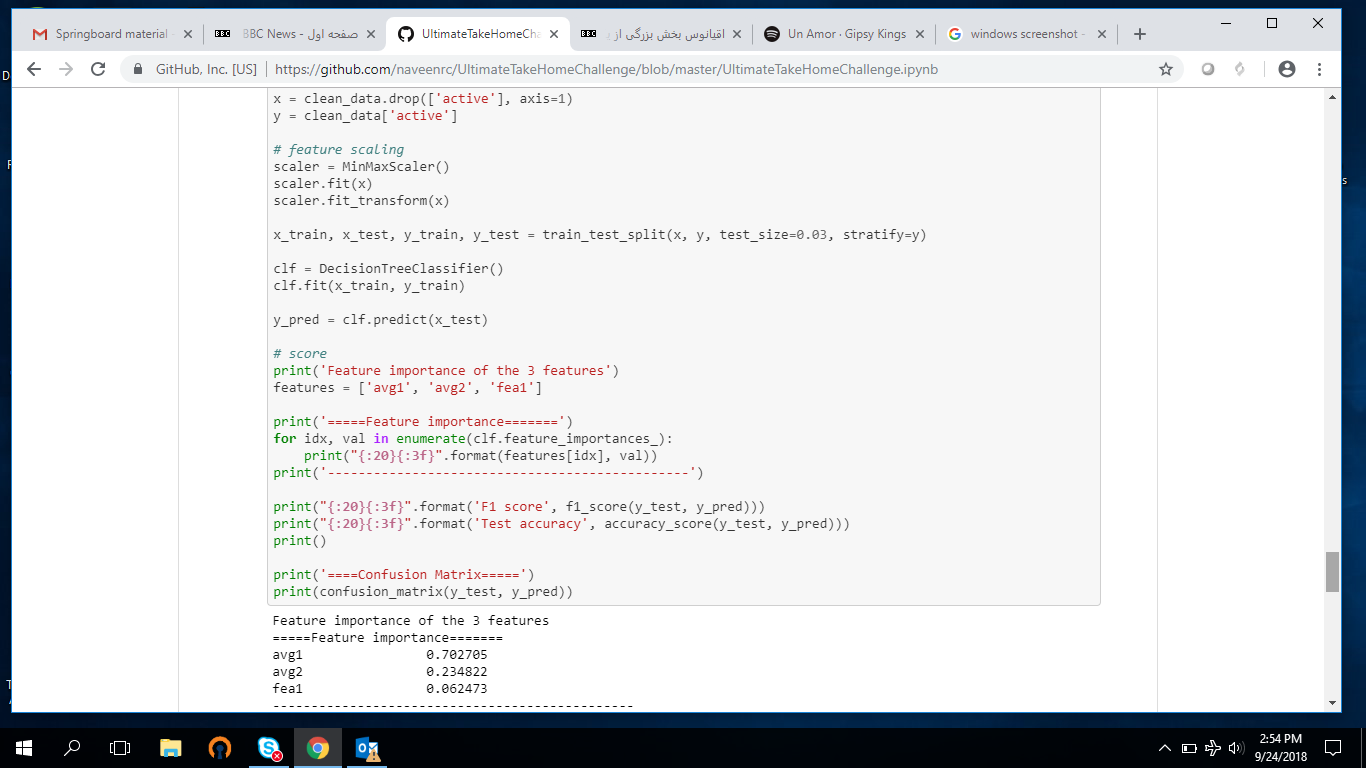 Springboard material
BBC BBC News - صفحه اول
UltimateTakeHomeCha
BBC اقیانوس بخش بزرگی از
Un Amor · Gipsy Kings
windows screenshot -
GitHub, Inc. [US] | https://github.com/naveenrc/UltimateTakeHomeChallenge/blob/master/UltimateTakeHomeChallenge.ipynb
x = clean_data.drop(['active'], axis=1)
y = clean_data['active']
# feature scaling
scaler = MinMaxScaler()
scaler.fit(x)
scaler.fit_transform(x)
x_train, x_test, y_train, y_test = train_test_split(x, y, test_size=0.03, stratify=y)
clf = DecisionTreeClassifier()
clf.fit(x_train, y_train)
y_pred = clf.predict(x_test)
# score
print('Feature importance of the 3 features')
features = ['avg1', 'avg2', 'fea1']
print('=====Feature importance=======')
for idx, val in enumerate(clf.feature_importances_):
    print("{:20}{:3f}".format(features[idx], val))
print('-----------------------------------------------')
print("{:20}{:3f}".format('F1 score', f1_score(y_test, y_pred)))
print("{:20}{:3f}".format('Test accuracy', accuracy_score(y_test, y_pred)))
print()
print('====Confusion Matrix=====')
print(confusion_matrix(y_test, y_pred))
Feature importance of the 3 features
=====Feature importance=======
avg1                0.702705
avg2                0.234822
fea1                0.062473
-----------------------------------------------
2:54 PM
9/24/2018